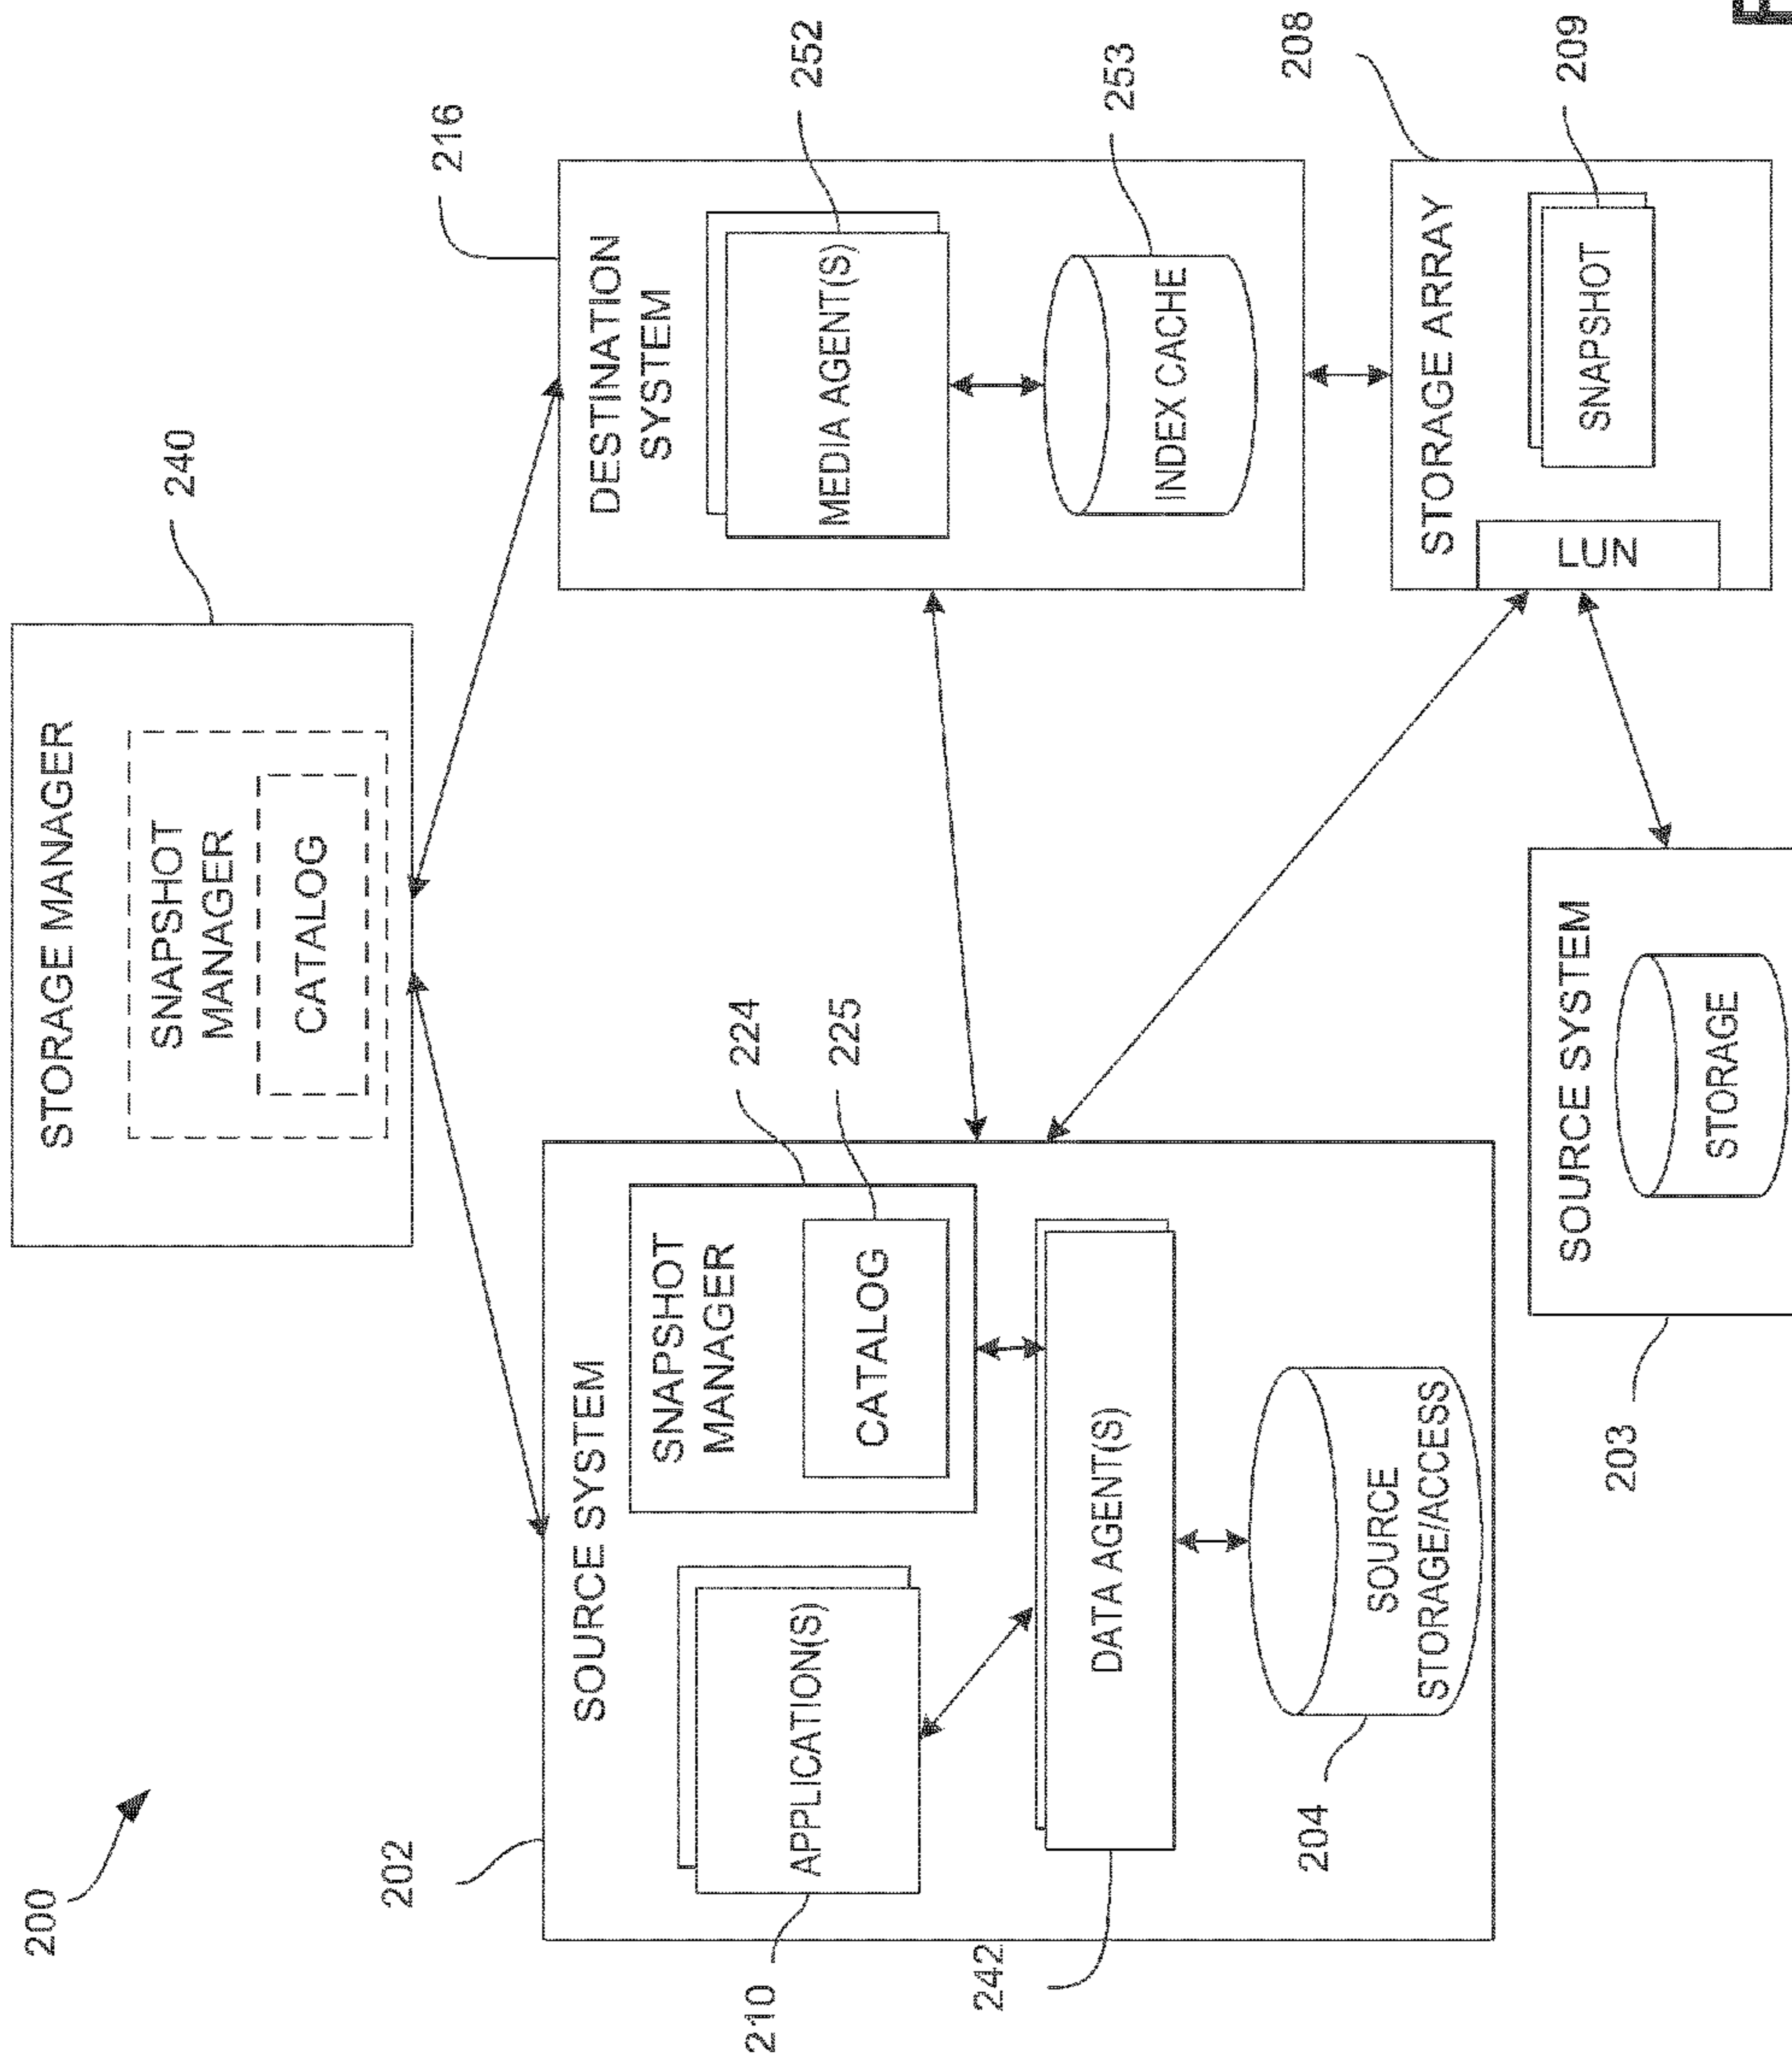 200
STORAGE MANAGER
240
SNAPSHOT
MANAGER
CATALOG
202
SOURCE SYSTEM
210
APPLICATION(S)
SNAPSHOT
MANAGER
224
CATALOG
225
242
DATA AGENT(S)
204
SOURCE
STORAGE/ACCESS
216
DESTINATION
SYSTEM
MEDIA AGENT(S)
252
INDEX CACHE
253
STORAGE ARRAY
208
LUN
SNAPSHOT
209
203
SOURCE SYSTEM
STORAGE